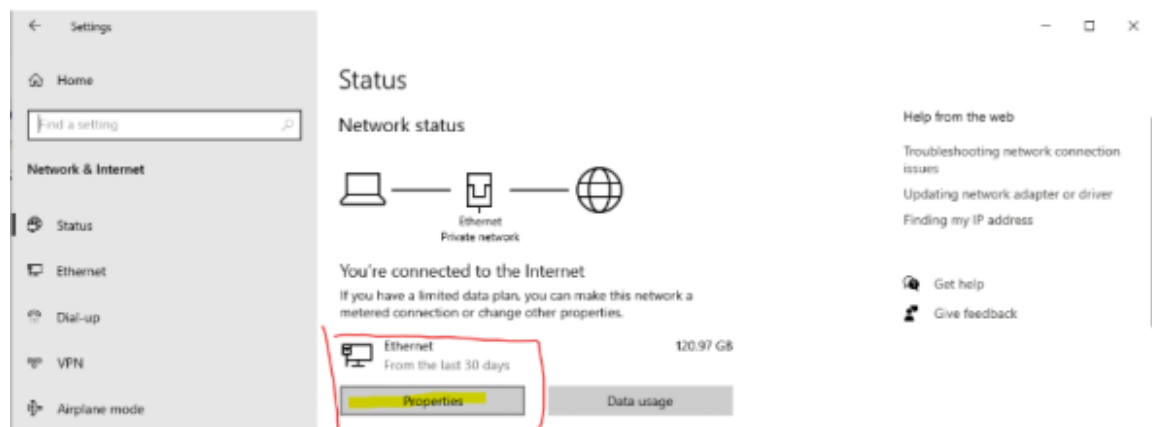 Settings
Home
Find a setting
Network & Internet
Status
Ethernet
Dial-up
VPN
Airplane mode
Status
Network status
Ethernet
Private network
You're connected to the Internet
If you have a limited data plan, you can make this network a
metered connection or change other properties.
Ethernet
120.97 GB
From the last 30 days
Properties
Data usage
Help from the web
Troubleshooting network connection
issues
Updating network adapter or driver
Finding my IP address
Get help
Give feedback